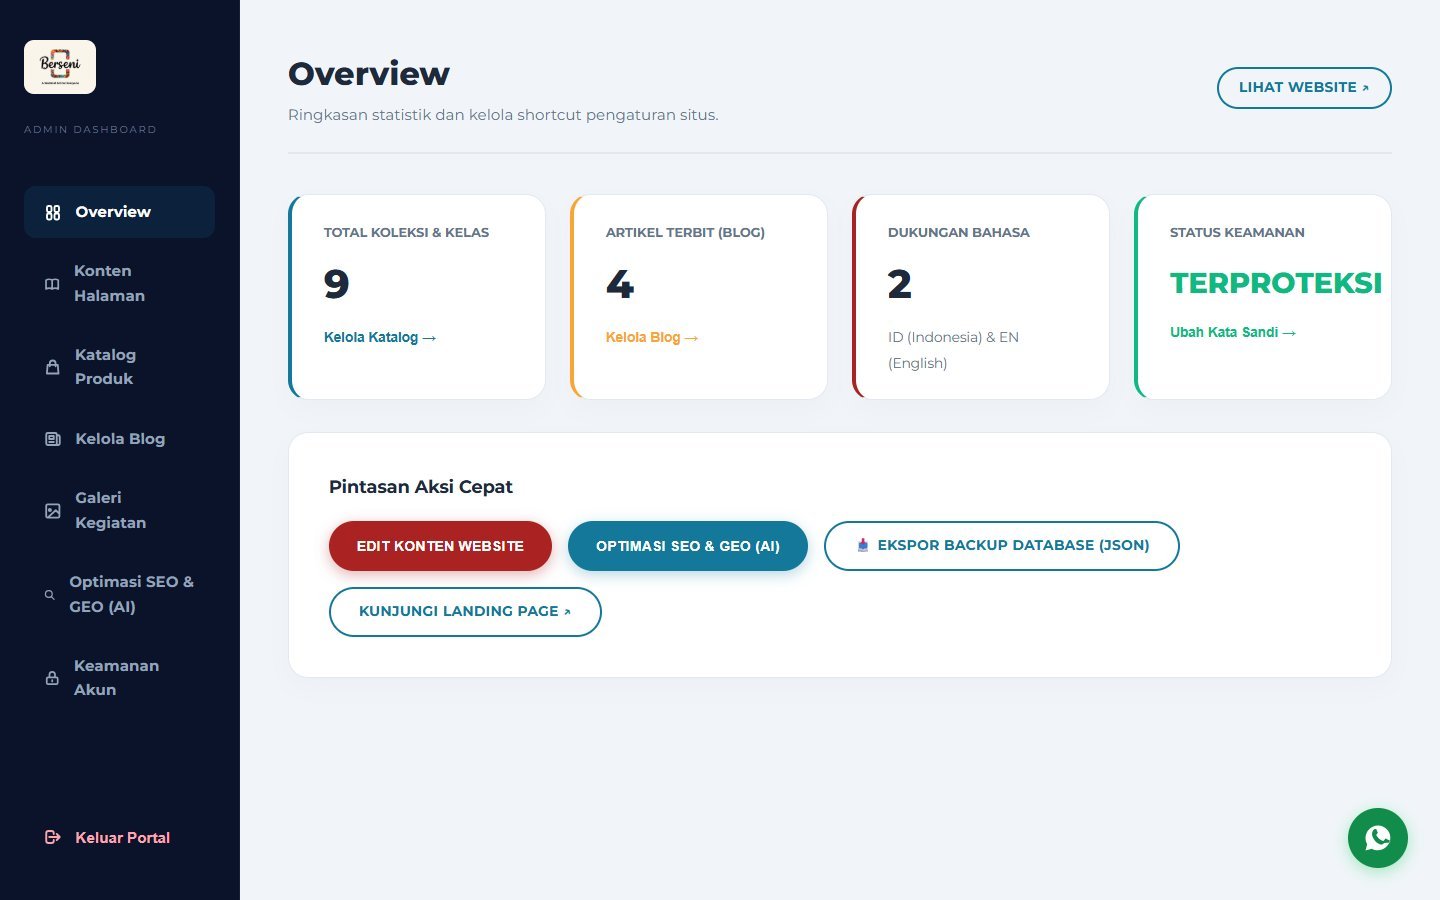 Berseni
ADMIN DASHBOARD
Overview
Konten
Halaman
Katalog
Produk
Kelola Blog
Galeri
Kegiatan
Optimasi SEO &
GEO (AI)
Keamanan
Akun
Keluar Portal
Overview
Ringkasan statistik dan kelola shortcut pengaturan situs.
LIHAT WEBSITE ↗
TOTAL KOLEKSI & KELAS
9
Kelola Katalog →
ARTIKEL TERBIT (BLOG)
4
Kelola Blog →
DUKUNGAN BAHASA
2
ID (Indonesia) & EN
(English)
STATUS KEAMANAN
TERPROTEKSI
Ubah Kata Sandi →
Pintasan Aksi Cepat
EDIT KONTEN WEBSITE
OPTIMASI SEO & GEO (AI)
EKSPOR BACKUP DATABASE (JSON)
KUNJUNGI LANDING PAGE ↗